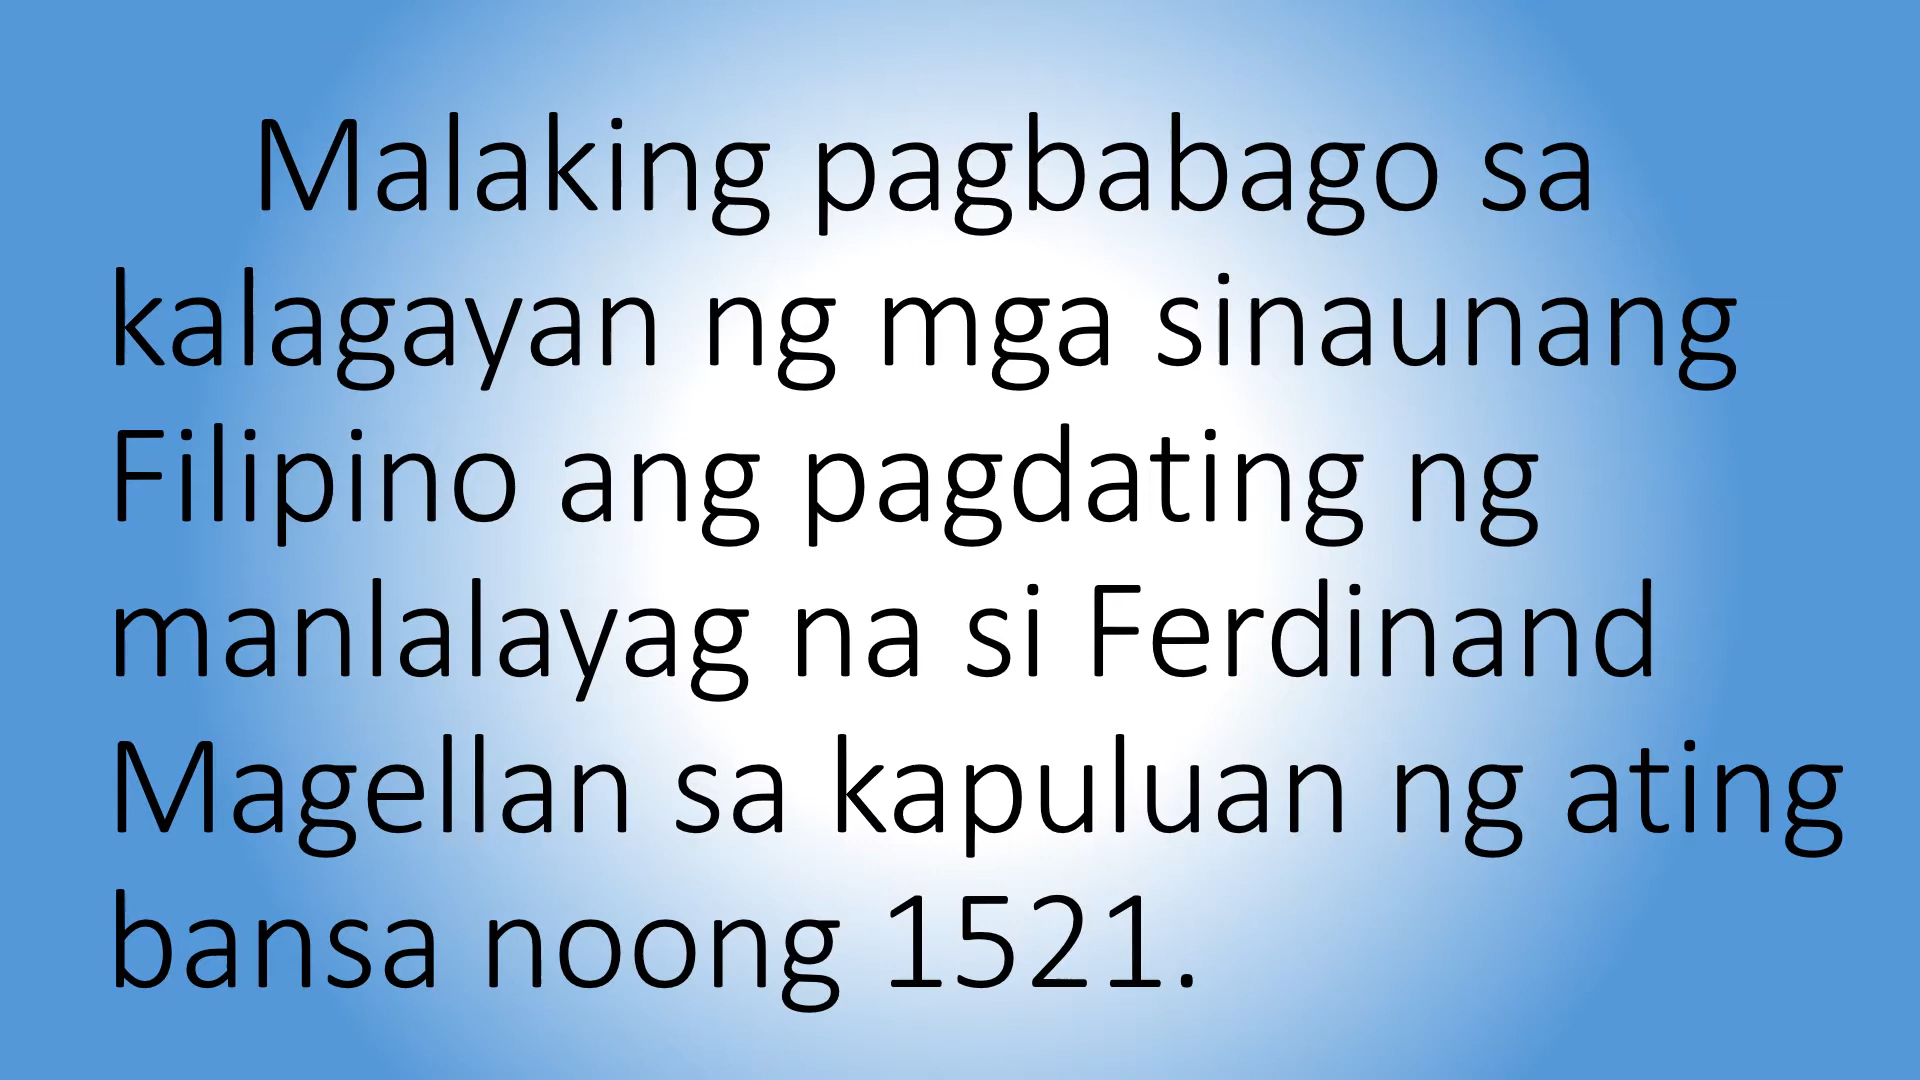 Malaking pagbabago sa
kalagayan ng mga sinaunang
Filipino ang pagdating ng
manlalayag na si Ferdinand
Magellan sa kapuluan ng ating
bansa noong 1521.